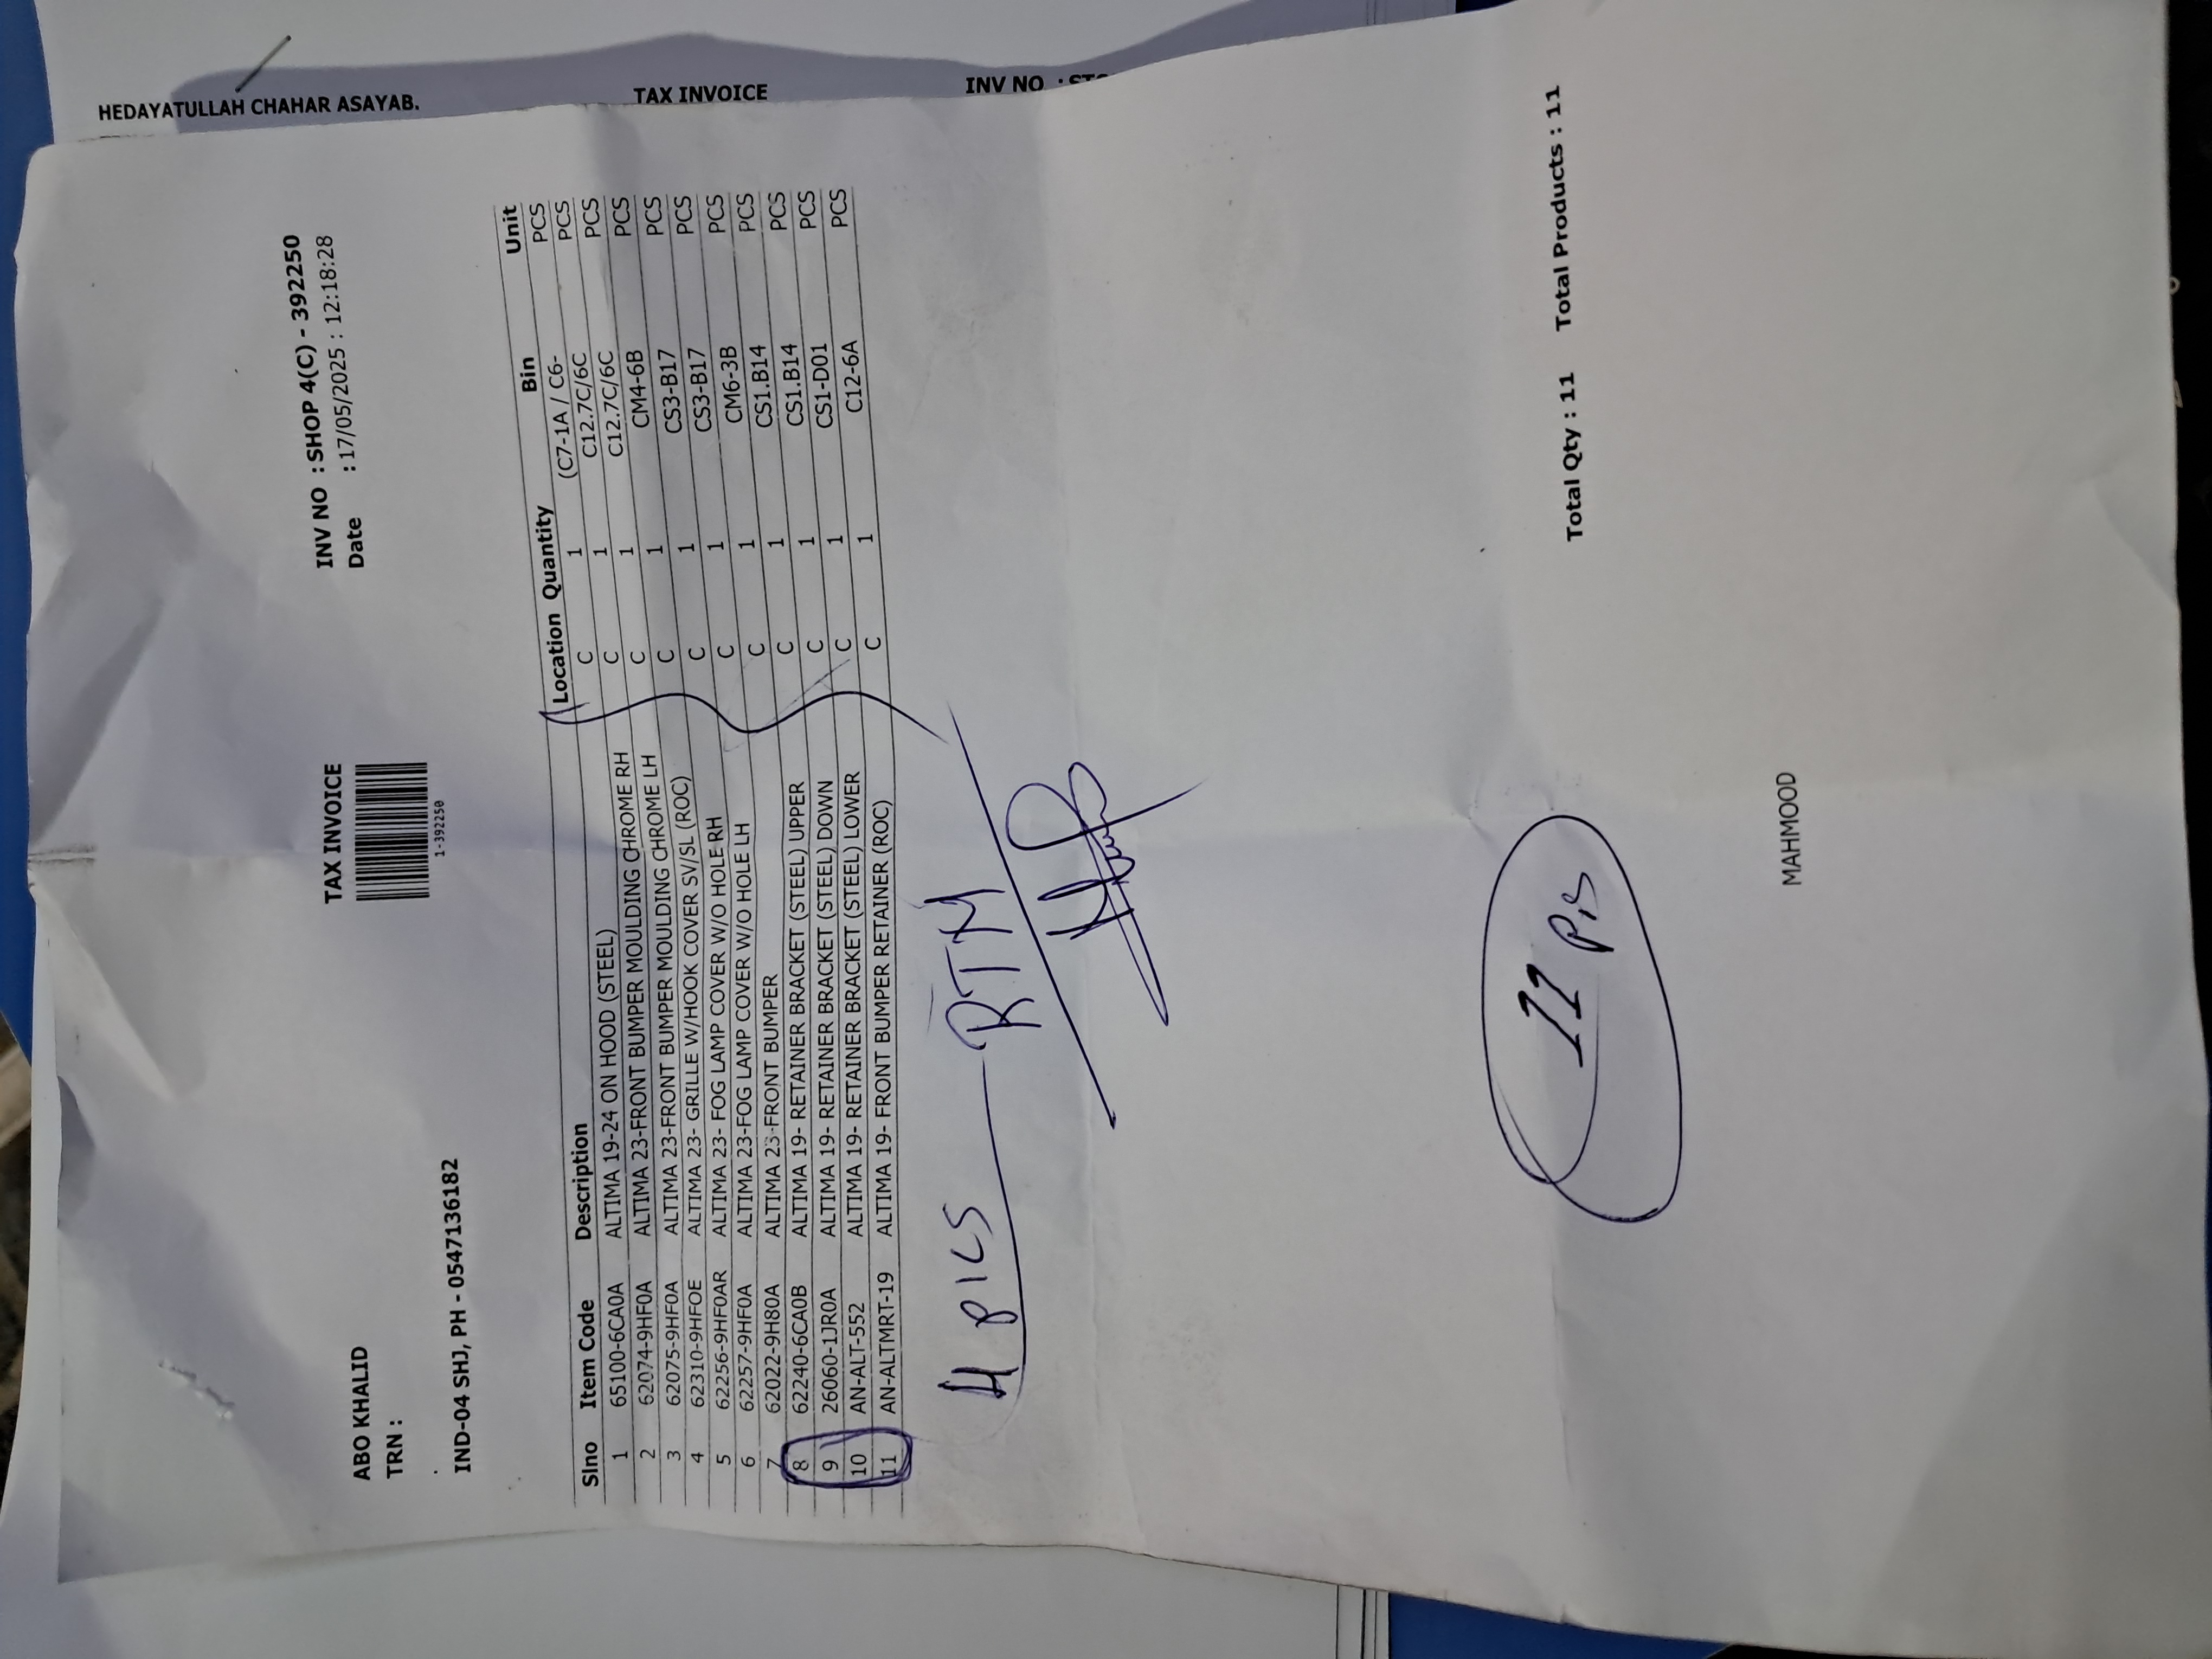 HEDAYATULLAH CHAHAR ASAYAB. TAX INVOICE INV NO
TAX INVOICE
1-392250
ABO KHALID
TRN :
.
IND-04 SHJ, PH - 0547136182
INV NO : SHOP 4(C) - 392250
Date : 17/05/2025 : 12:18:28
Slno Item Code Description Location Quantity Bin Unit
1 65100-6CA0A ALTIMA 19-24 ON HOOD (STEEL) C 1 (C7-1A / C6- PCS
2 62074-9HF0A ALTIMA 23-FRONT BUMPER MOULDING CHROME RH C 1 C12.7C/6C PCS
3 62075-9HF0A ALTIMA 23-FRONT BUMPER MOULDING CHROME LH C 1 C12.7C/6C PCS
4 62310-9HFOE ALTIMA 23- GRILLE W/HOOK COVER SV/SL (ROC) C 1 CM4-6B PCS
5 62256-9HF0AR ALTIMA 23- FOG LAMP COVER W/O HOLE RH C 1 CS3-B17 PCS
6 62257-9HF0A ALTIMA 23-FOG LAMP COVER W/O HOLE LH C 1 CS3-B17 PCS
7 62022-9H80A ALTIMA 23-FRONT BUMPER C 1 CM6-3B PCS
8 62240-6CA0B ALTIMA 19- RETAINER BRACKET (STEEL) UPPER C 1 CS1.B14 PCS
9 26060-1JR0A ALTIMA 19- RETAINER BRACKET (STEEL) DOWN C 1 CS1.B14 PCS
10 AN-ALT-552 ALTIMA 19- RETAINER BRACKET (STEEL) LOWER C 1 CS1-D01 PCS
11 AN-ALTMRT-19 ALTIMA 19- FRONT BUMPER RETAINER (ROC) C 1 C12-6A PCS
4 PICS RTN
Total Qty : 11 Total Products : 11
11 Pis
MAHMOOD